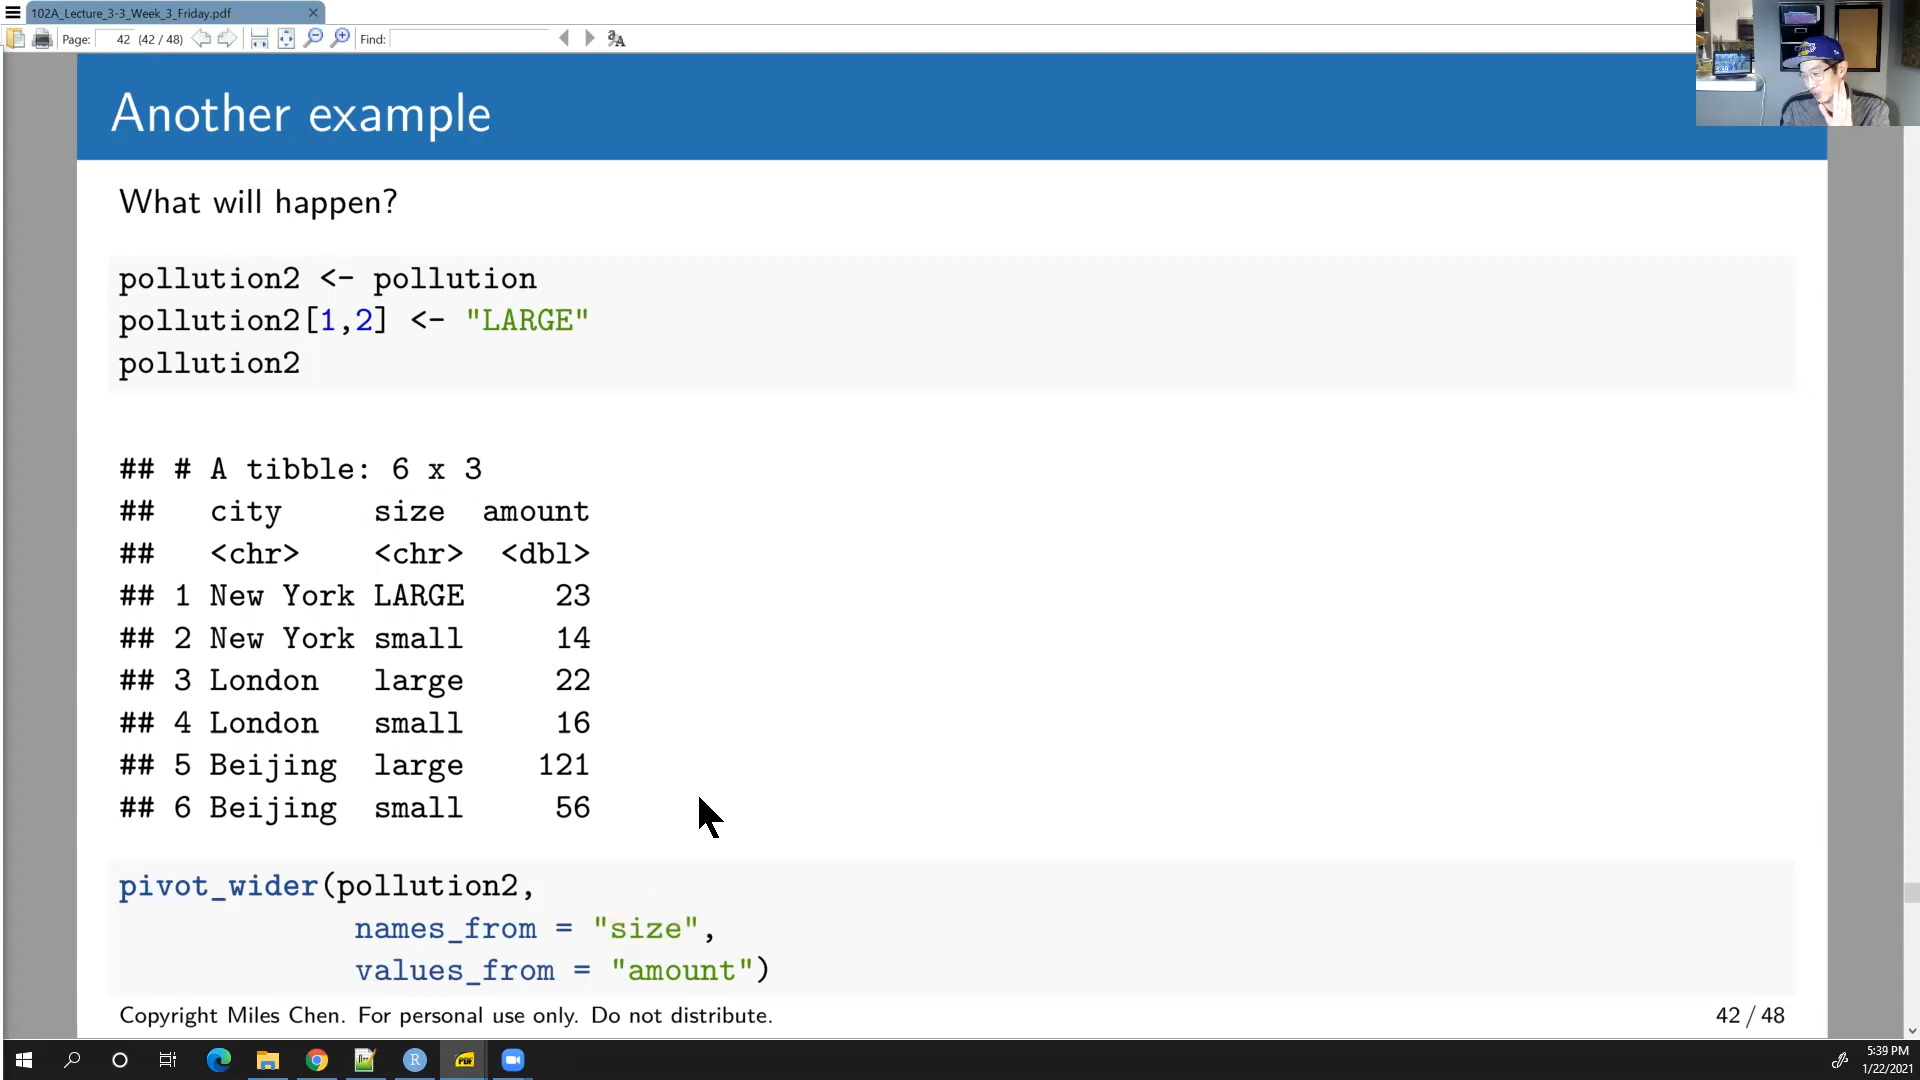 102A_Lecture_3-3_Week_3_Friday.pdf
Page: 42 (42 / 48) Find:
Another example
What will happen?
pollution2 <- pollution
pollution2[1,2] <- "LARGE"
pollution2
## # A tibble: 6 x 3
## city size amount
## <chr> <chr> <dbl>
## 1 New York LARGE 23
## 2 New York small 14
## 3 London large 22
## 4 London small 16
## 5 Beijing large 121
## 6 Beijing small 56
pivot_wider(pollution2,
names_from = "size",
values_from = "amount")
Copyright Miles Chen. For personal use only. Do not distribute.
42 / 48
5:39 PM
1/22/2021